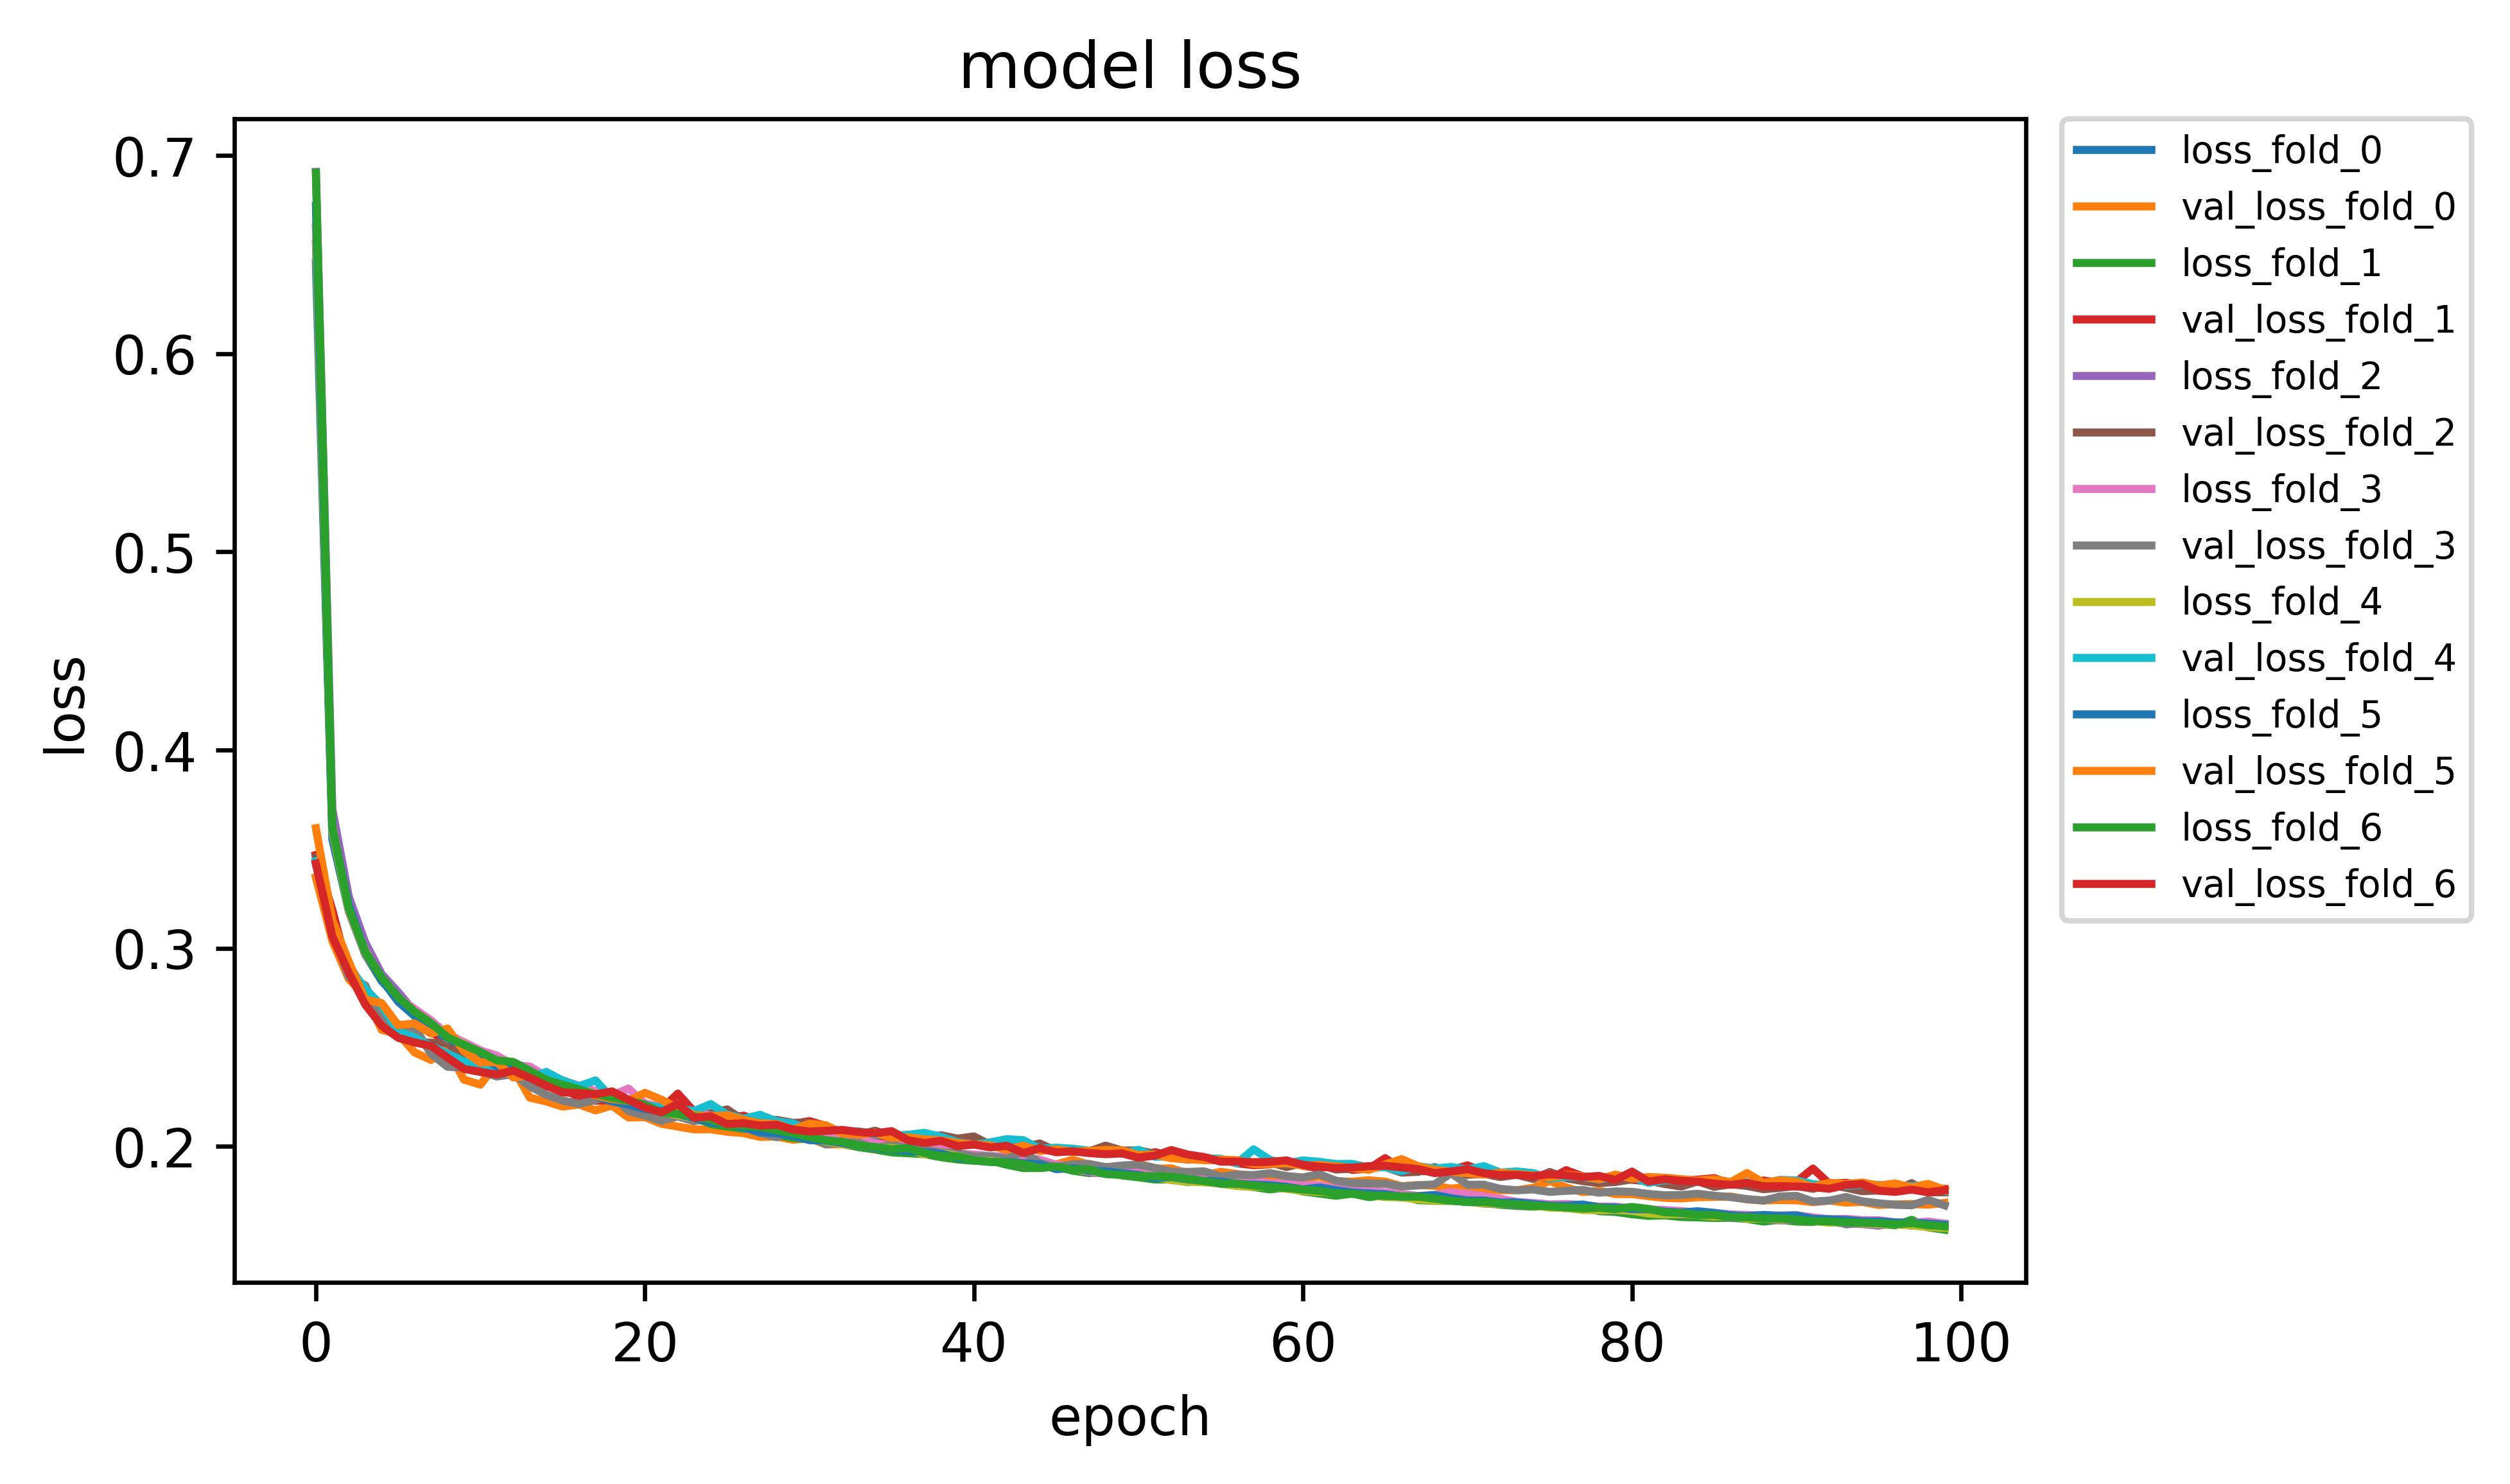 model loss
0.7
0.6
0.5
0.4
0.3
0.2
loss
0
20
40
60
80
100
epoch
loss_fold_0
val_loss_fold_0
loss_fold_1
val_loss_fold_1
loss_fold_2
val_loss_fold_2
loss_fold_3
val_loss_fold_3
loss_fold_4
val_loss_fold_4
loss_fold_5
val_loss_fold_5
loss_fold_6
val_loss_fold_6